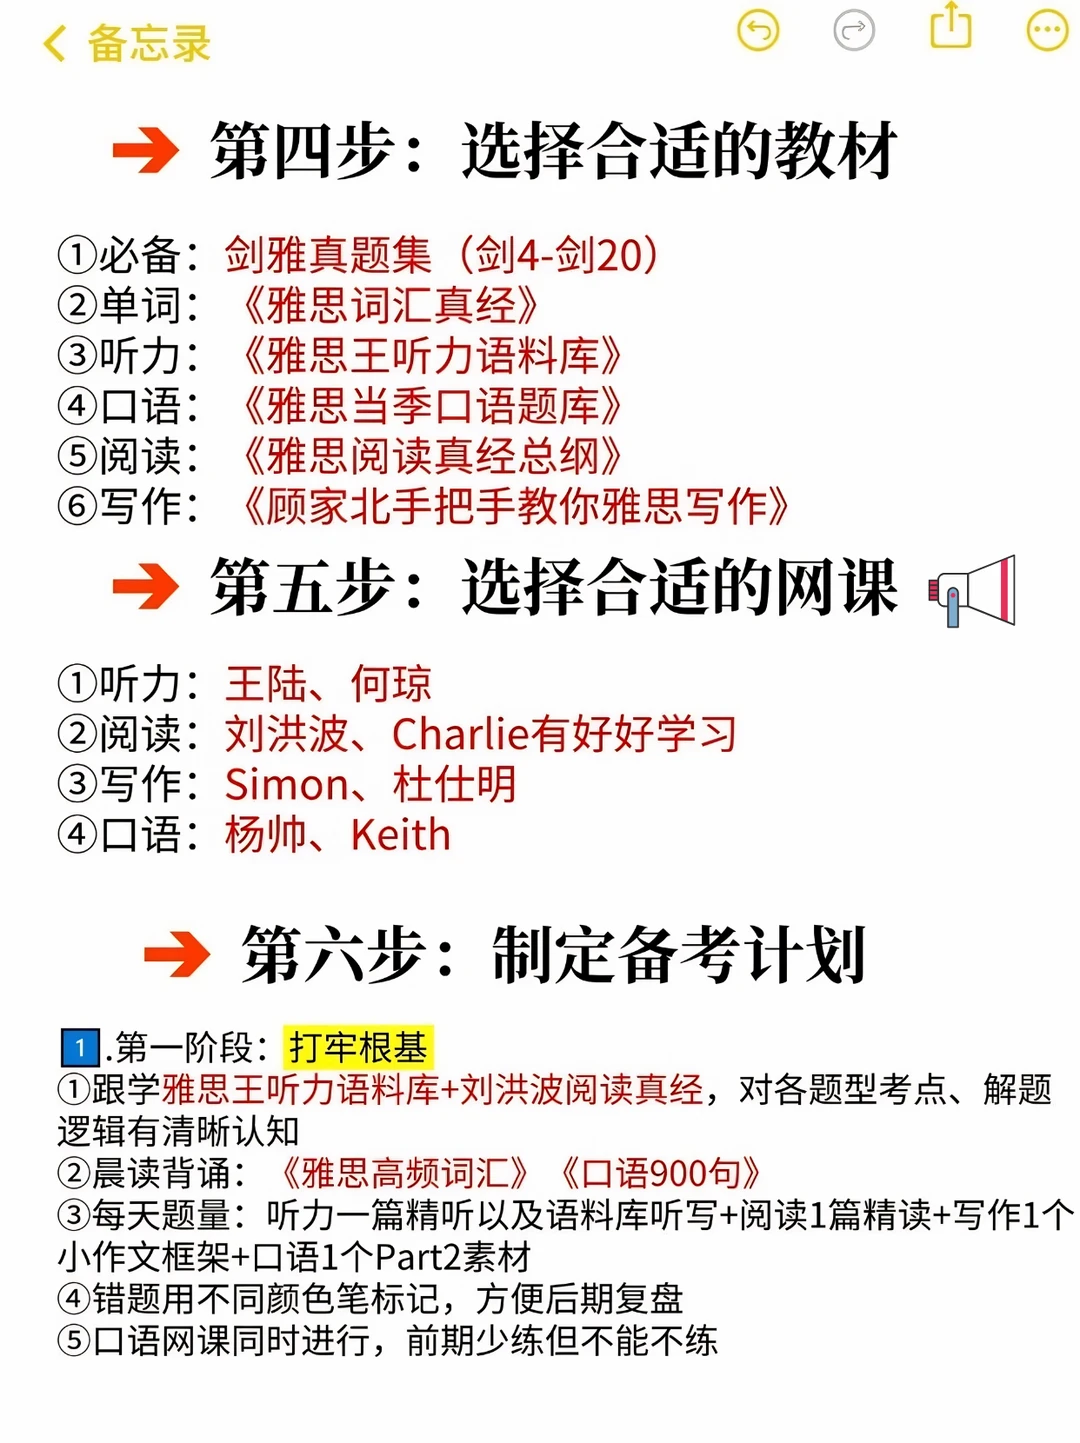 备忘录
第四步：选择合适的教材
①必备：剑雅真题集（剑4-剑20）
②单词：《雅思词汇真经》
③听力：《雅思王听力语料库》
④口语：《雅思当季口语题库》
⑤阅读：《雅思阅读真经总纲》
⑥写作：《顾家北手把手教你雅思写作》
第五步：选择合适的网课
①听力：王陆、何琼
②阅读：刘洪波、Charlie有好好学习
③写作：Simon、杜仕明
④口语：杨帅、Keith
第六步：制定备考计划
1.第一阶段：打牢根基
①跟学雅思王听力语料库+刘洪波阅读真经，对各题型考点、解题
逻辑有清晰认知
②晨读背诵：《雅思高频词汇》《口语900句》
③每天题量：听力一篇精听以及语料库听写+阅读1篇精读+写作1个
小作文框架+口语1个Part2素材
④错题用不同颜色笔标记，方便后期复盘
⑤口语网课同时进行，前期少练但不能不练